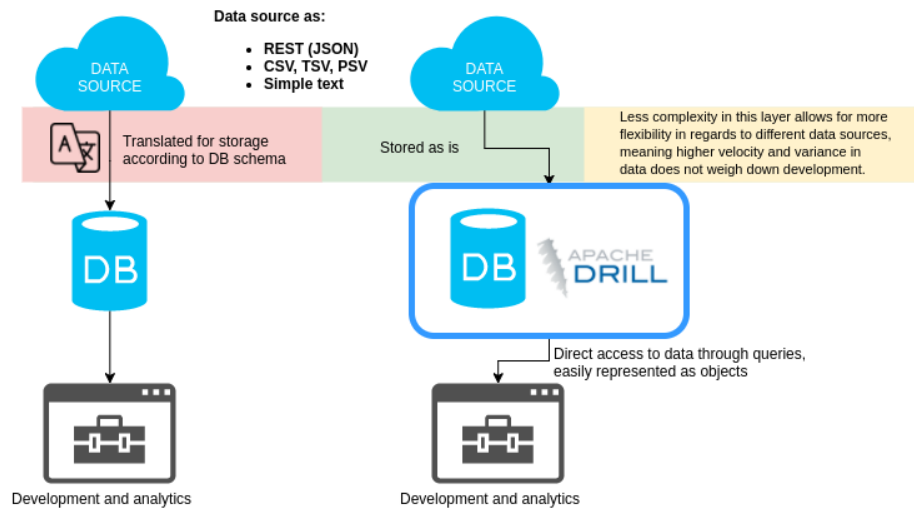 Data source as:
• REST (JSON)
• CSV, TSV, PSV
• Simple text
DATA
SOURCE
DATA
SOURCE
A 文
Translated for storage
according to DB schema
Stored as is
Less complexity in this layer allows for more
flexibility in regards to different data sources,
meaning higher velocity and variance in
data does not weigh down development.
DB
DB
APACHE
DRILL
Direct access to data through queries,
easily represented as objects
Development and analytics
Development and analytics